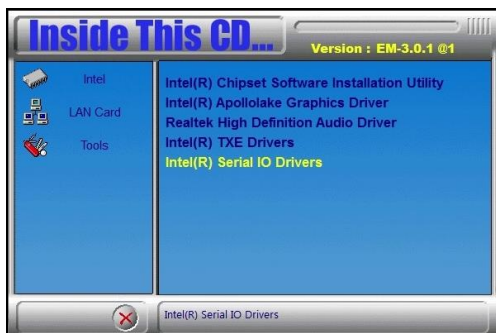 Inside This CD...
Version : EM-3.0.1 @1
Intel
LAN Card
Tools
Intel(R) Chipset Software Installation Utility
Intel(R) Apollolake Graphics Driver
Realtek High Definition Audio Driver
Intel(R) TXE Drivers
Intel(R) Serial IO Drivers
Intel(R) Serial IO Drivers